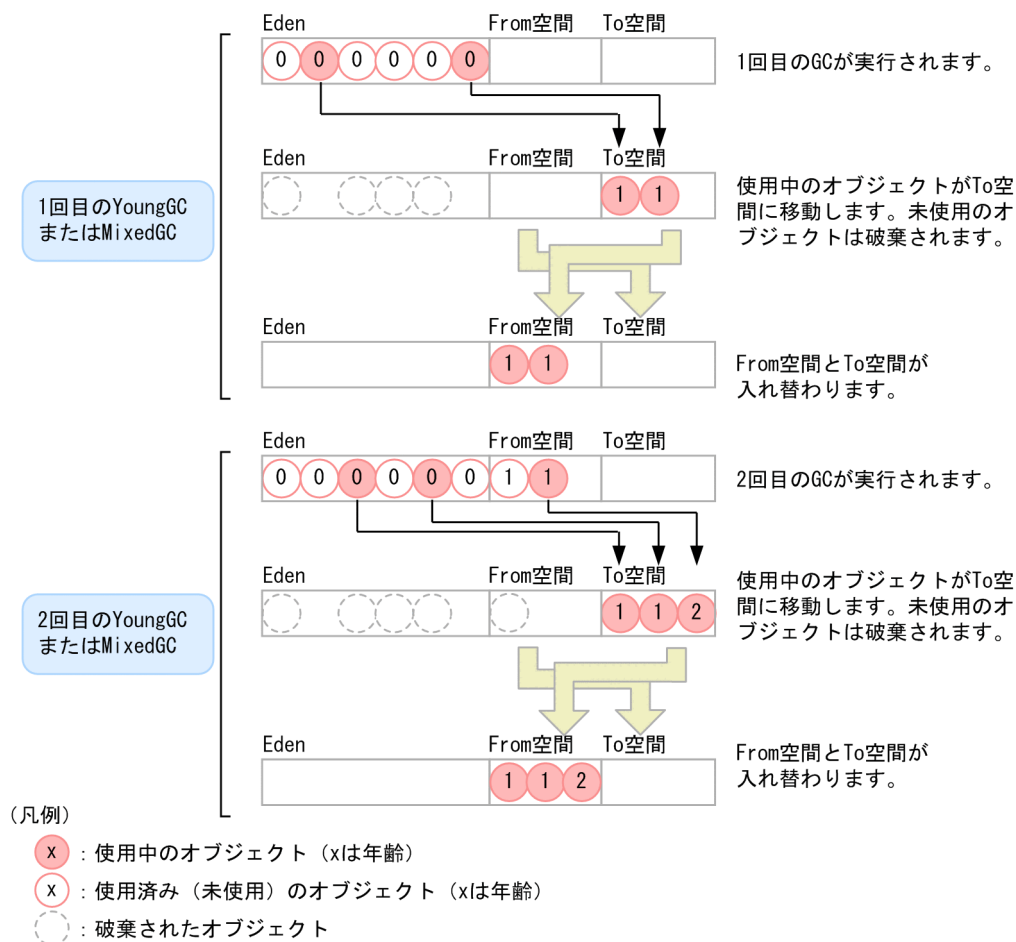 Eden From空間 To空間
0 0 0 0 0 0
1回目のGCが実行されます。
Eden From空間 To空間
1 1
1回目のYoungGC
またはMixedGC
使用中のオブジェクトがTo空
間に移動します。未使用のオ
ブジェクトは破棄されます。
Eden From空間 To空間
1 1
From空間とTo空間が
入れ替わります。
Eden From空間 To空間
0 0 0 0 0 0 1 1
2回目のGCが実行されます。
Eden From空間 To空間
1 1 2
2回目のYoungGC
またはMixedGC
使用中のオブジェクトがTo空
間に移動します。未使用のオ
ブジェクトは破棄されます。
Eden From空間 To空間
1 1 2
From空間とTo空間が
入れ替わります。
(凡例)
x :使用中のオブジェクト(xは年齢)
x :使用済み(未使用)のオブジェクト(xは年齢)
:破棄されたオブジェクト